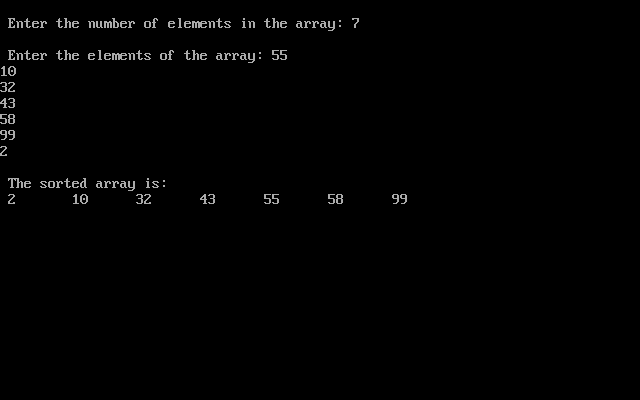 Enter the number of elements in the array: 7
Enter the elements of the array: 55
10
32
43
58
99
2
The sorted array is:
2 10 32 43 55 58 99